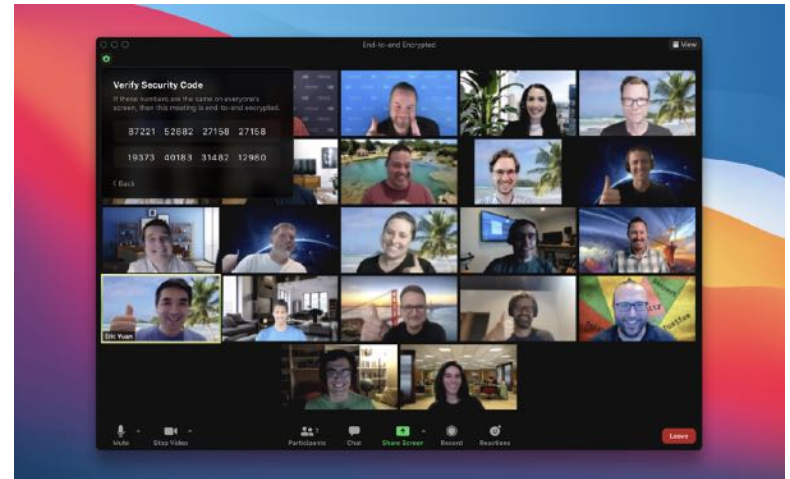 End-to-end Encrypted
View
Verify Security Code
If these numbers are the same on everyone's
screen, then this meeting is end-to-end encrypted.
87221 52682 27158 27158
19373 40183 31482 12980
Back
Eric Yuan
Mute
Stop Video
Participants
Chat
Share Screen
Record
Reactions
Leave